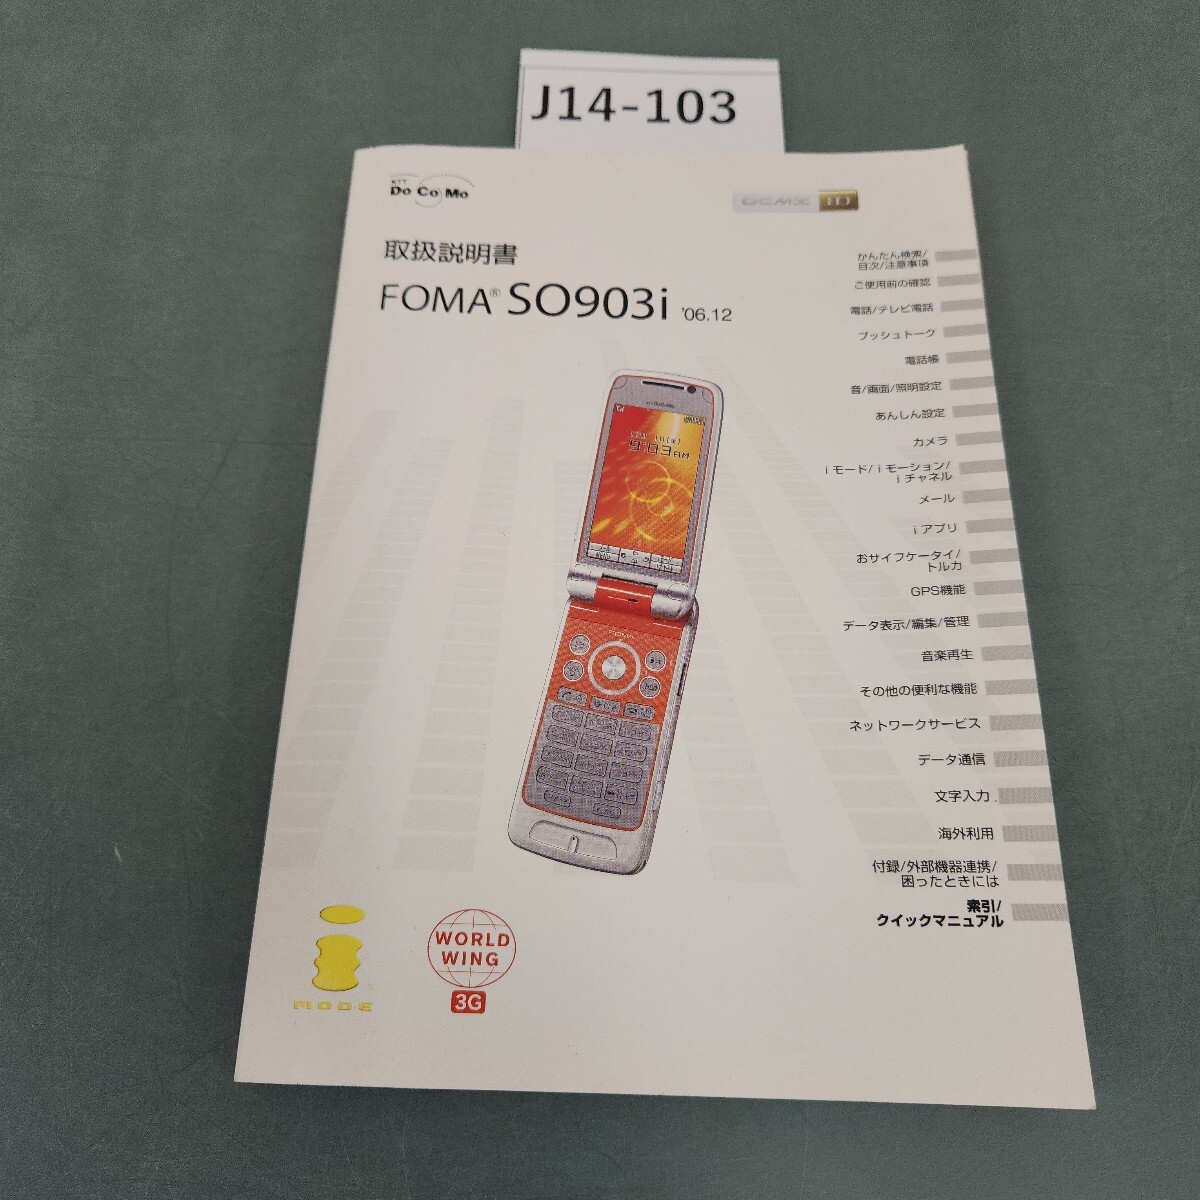 J14-103
NTT
DoCoMo
DCMX iD
取扱説明書
FOMA® SO903i '06.12
かんたん検索/
目次/注意事項
ご使用前の確認
電話/テレビ電話
プッシュトーク
電話帳
音/画面/照明設定
あんしん設定
カメラ
iモード/iモーション/
iチャネル
メール
iアプリ
おサイフケータイ/
トルカ
GPS機能
データ表示/編集/管理
音楽再生
その他の便利な機能
ネットワークサービス
データ通信
文字入力
海外利用
付録/外部機器連携/
困ったときには
索引/
クイックマニュアル
9:03AM
MODE
WORLD
WING
3G